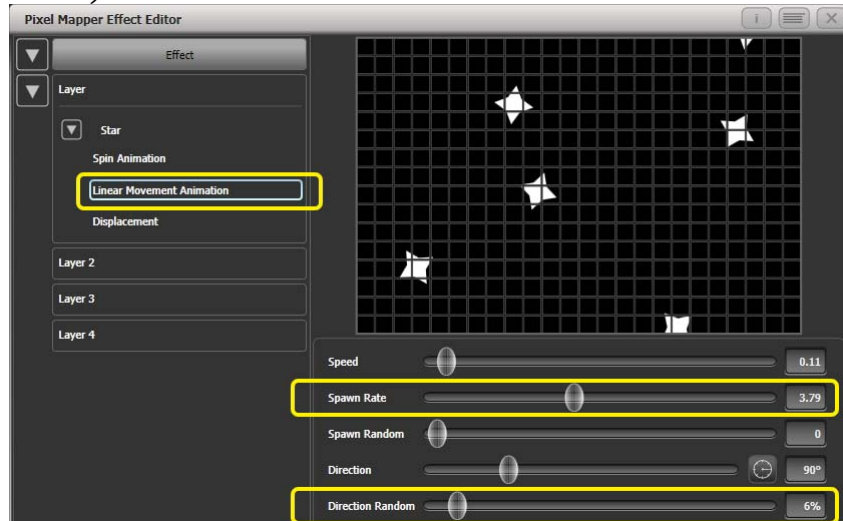 Pixel Mapper Effect Editor
i
Effect
Layer
Star
Spin Animation
Linear Movement Animation
Displacement
Layer 2
Layer 3
Layer 4
Speed 0.11
Spawn Rate 3.79
Spawn Random 0
Direction 90°
Direction Random 6%